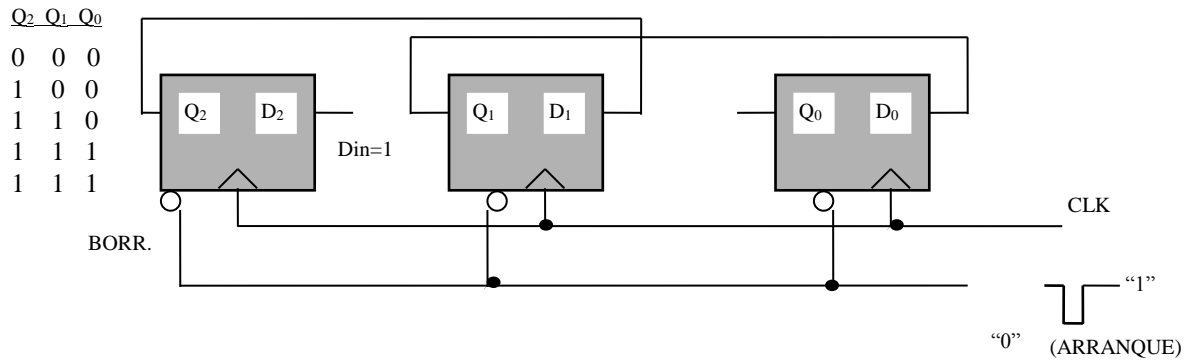 Q2 Q1 Q0
0 0 0
1 0 0
1 1 0
1 1 1
1 1 1
Q2 D2
Din=1
Q1 D1
Q0 D0
CLK
BORR.
“1”
“0” (ARRANQUE)